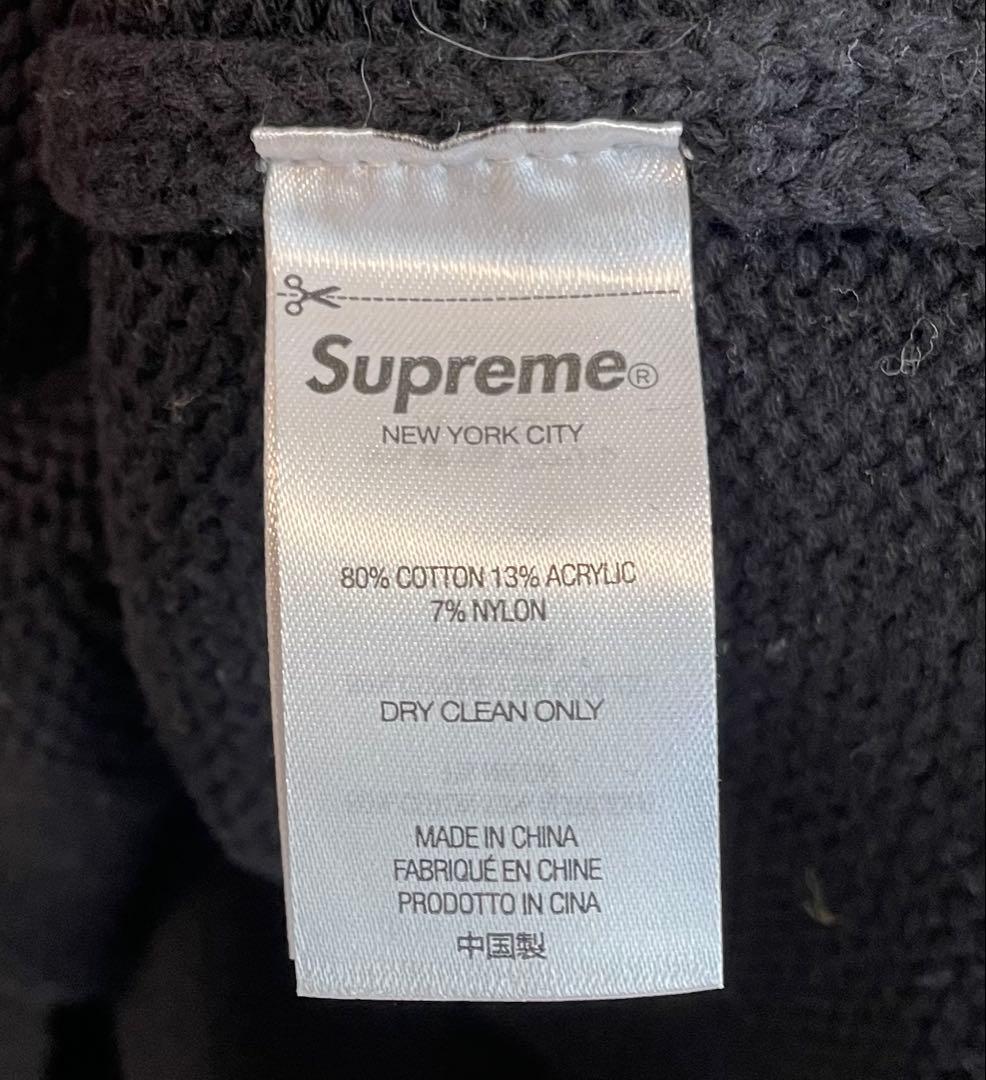 Supreme®
NEW YORK CITY
80% COTTON 13% ACRYLIC
7% NYLON
DRY CLEAN ONLY
MADE IN CHINA
FABRIQUÉ EN CHINE
PRODOTTO IN CINA
中国製